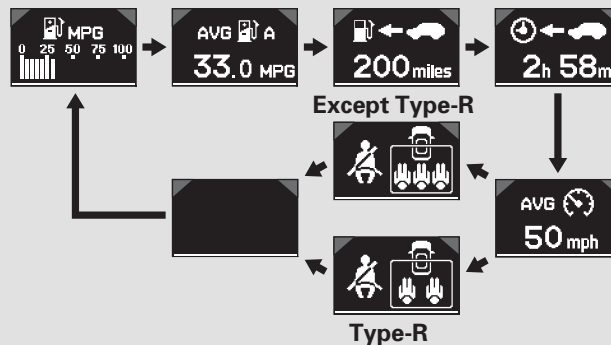 MPG
0 25 50 75 100
AVG A
33.0 MPG
200 miles
2h 58m
Except Type-R
AVG
50 mph
Type-R